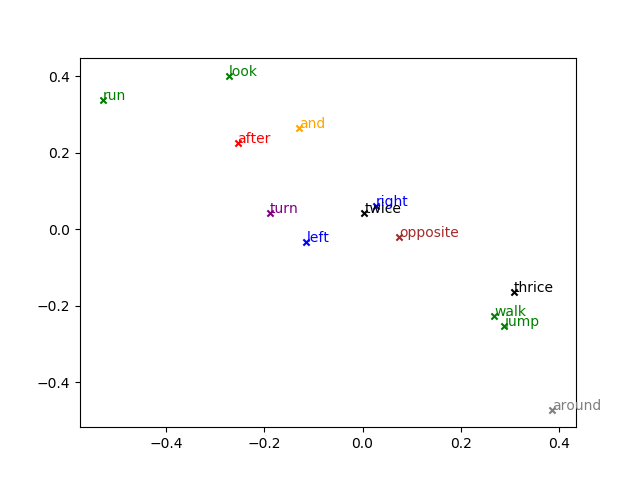 look
0.4
run
and
after
0.2
right
turn
twice
0.0
opposite
left
thrice
−0.2
walk
jump
−0.4
around
−0.4 −0.2 0.0 0.2 0.4